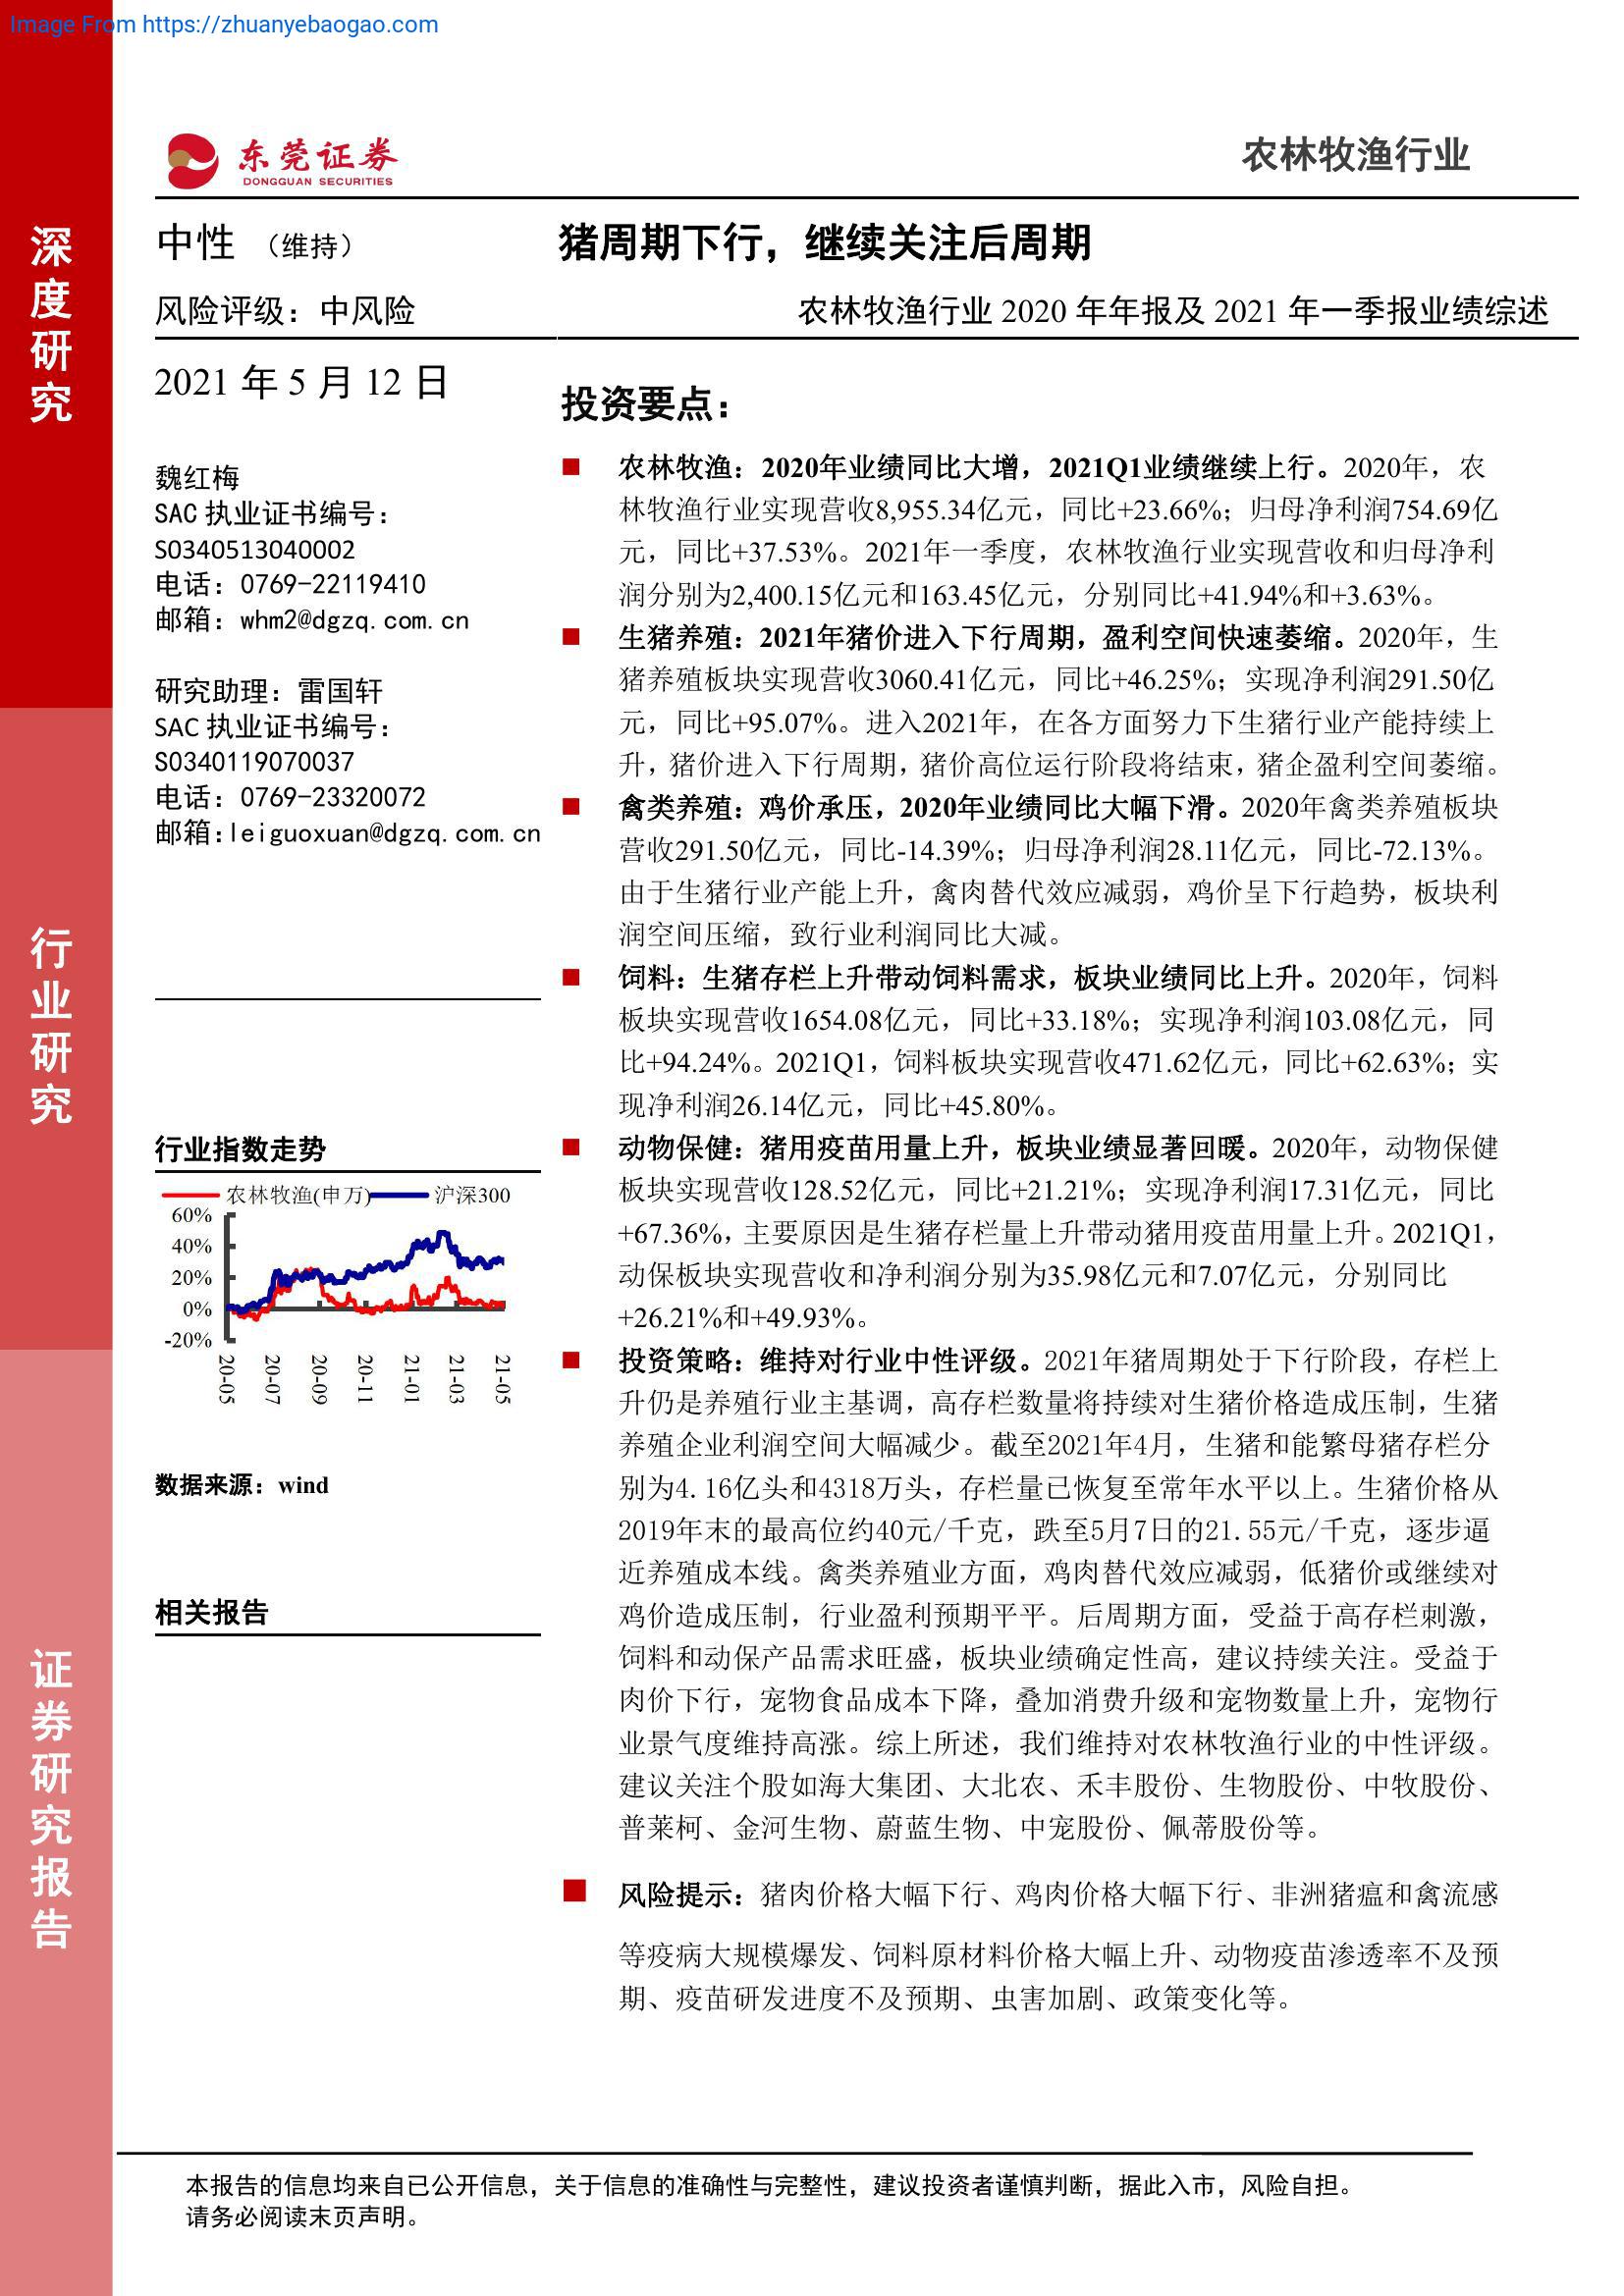 Image From https://zhuanyebaogao.com
东莞证券
DONGGUAN SECURITIES
农林牧渔行业
深度研究
行业研究
证券研究报告
中性 （维持）
风险评级：中风险
2021 年 5 月 12 日
魏红梅
SAC 执业证书编号：
S0340513040002
电话：0769-22119410
邮箱：whm2@dgzq.com.cn
研究助理：雷国轩
SAC 执业证书编号：
S0340119070037
电话：0769-23320072
邮箱：leiguoxuan@dgzq.com.cn
行业指数走势
农林牧渔(申万)
沪深300
60%
40%
20%
0%
-20%
20-05
20-07
20-09
20-11
21-01
21-03
21-05
数据来源：wind
相关报告
猪周期下行，继续关注后周期
农林牧渔行业 2020 年年报及 2021 年一季报业绩综述
投资要点：
■ 农林牧渔：2020年业绩同比大增，2021Q1业绩继续上行。2020年，农
林牧渔行业实现营收8,955.34亿元，同比+23.66%；归母净利润754.69亿
元，同比+37.53%。2021年一季度，农林牧渔行业实现营收和归母净利
润分别为2,400.15亿元和163.45亿元，分别同比+41.94%和+3.63%。
■ 生猪养殖：2021年猪价进入下行周期，盈利空间快速萎缩。2020年，生
猪养殖板块实现营收3060.41亿元，同比+46.25%；实现净利润291.50亿
元，同比+95.07%。进入2021年，在各方面努力下生猪行业产能持续上
升，猪价进入下行周期，猪价高位运行阶段将结束，猪企盈利空间萎缩。
■ 禽类养殖：鸡价承压，2020年业绩同比大幅下滑。2020年禽类养殖板块
营收291.50亿元，同比-14.39%；归母净利润28.11亿元，同比-72.13%。
由于生猪行业产能上升，禽肉替代效应减弱，鸡价呈下行趋势，板块利
润空间压缩，致行业利润同比大减。
■ 饲料：生猪存栏上升带动饲料需求，板块业绩同比上升。2020年，饲料
板块实现营收1654.08亿元，同比+33.18%；实现净利润103.08亿元，同
比+94.24%。2021Q1，饲料板块实现营收471.62亿元，同比+62.63%；实
现净利润26.14亿元，同比+45.80%。
■ 动物保健：猪用疫苗用量上升，板块业绩显著回暖。2020年，动物保健
板块实现营收128.52亿元，同比+21.21%；实现净利润17.31亿元，同比
+67.36%，主要原因是生猪存栏量上升带动猪用疫苗用量上升。2021Q1，
动保板块实现营收和净利润分别为35.98亿元和7.07亿元，分别同比
+26.21%和+49.93%。
■ 投资策略：维持对行业中性评级。2021年猪周期处于下行阶段，存栏上
升仍是养殖行业主基调，高存栏数量将持续对生猪价格造成压制，生猪
养殖企业利润空间大幅减少。截至2021年4月，生猪和能繁母猪存栏分
别为4.16亿头和4318万头，存栏量已恢复至常年水平以上。生猪价格从
2019年末的最高位约40元/千克，跌至5月7日的21.55元/千克，逐步逼
近养殖成本线。禽类养殖业方面，鸡肉替代效应减弱，低猪价或继续对
鸡价造成压制，行业盈利预期平平。后周期方面，受益于高存栏刺激，
饲料和动保产品需求旺盛，板块业绩确定性高，建议持续关注。受益于
肉价下行，宠物食品成本下降，叠加消费升级和宠物数量上升，宠物行
业景气度维持高涨。综上所述，我们维持对农林牧渔行业的中性评级。
建议关注个股如海大集团、大北农、禾丰股份、生物股份、中牧股份、
普莱柯、金河生物、蔚蓝生物、中宠股份、佩蒂股份等。
■ 风险提示：猪肉价格大幅下行、鸡肉价格大幅下行、非洲猪瘟和禽流感
等疫病大规模爆发、饲料原材料价格大幅上升、动物疫苗渗透率不及预
期、疫苗研发进度不及预期、虫害加剧、政策变化等。
本报告的信息均来自已公开信息，关于信息的准确性与完整性，建议投资者谨慎判断，据此入市，风险自担。
请务必阅读末页声明。